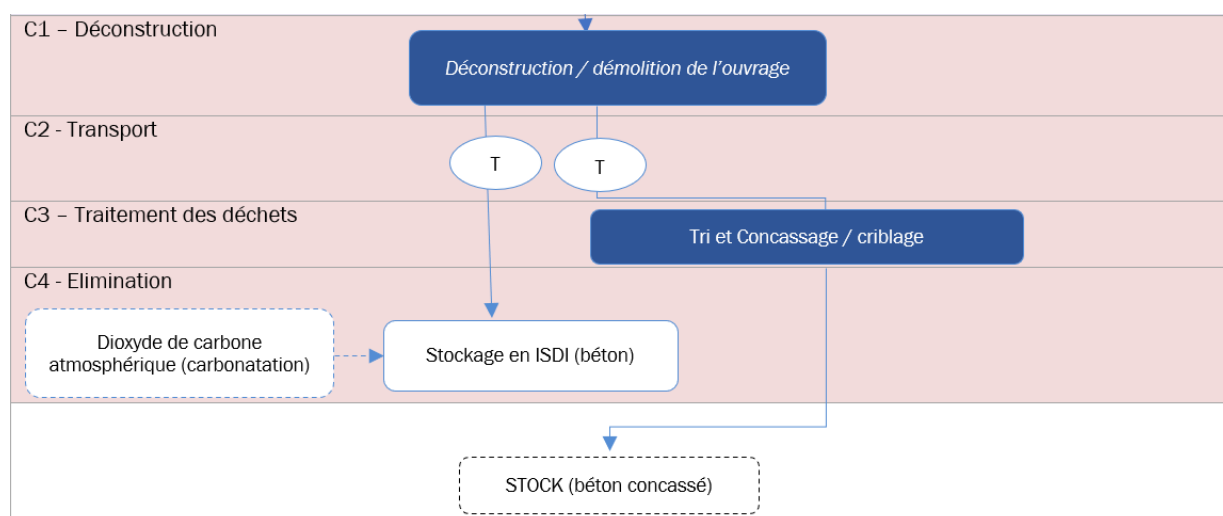 C1 – Déconstruction
Déconstruction / démolition de l’ouvrage
C2 - Transport
T
T
C3 – Traitement des déchets
Tri et Concassage / criblage
C4 - Elimination
Dioxyde de carbone
atmosphérique (carbonatation)
Stockage en ISDI (béton)
STOCK (béton concassé)